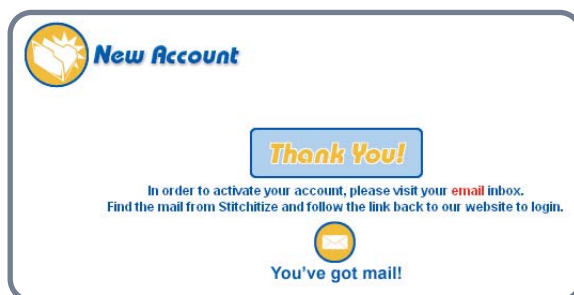 New Account
Thank You!
In order to activate your account, please visit your email inbox.
Find the mail from Stitchitize and follow the link back to our website to login.
You've got mail!